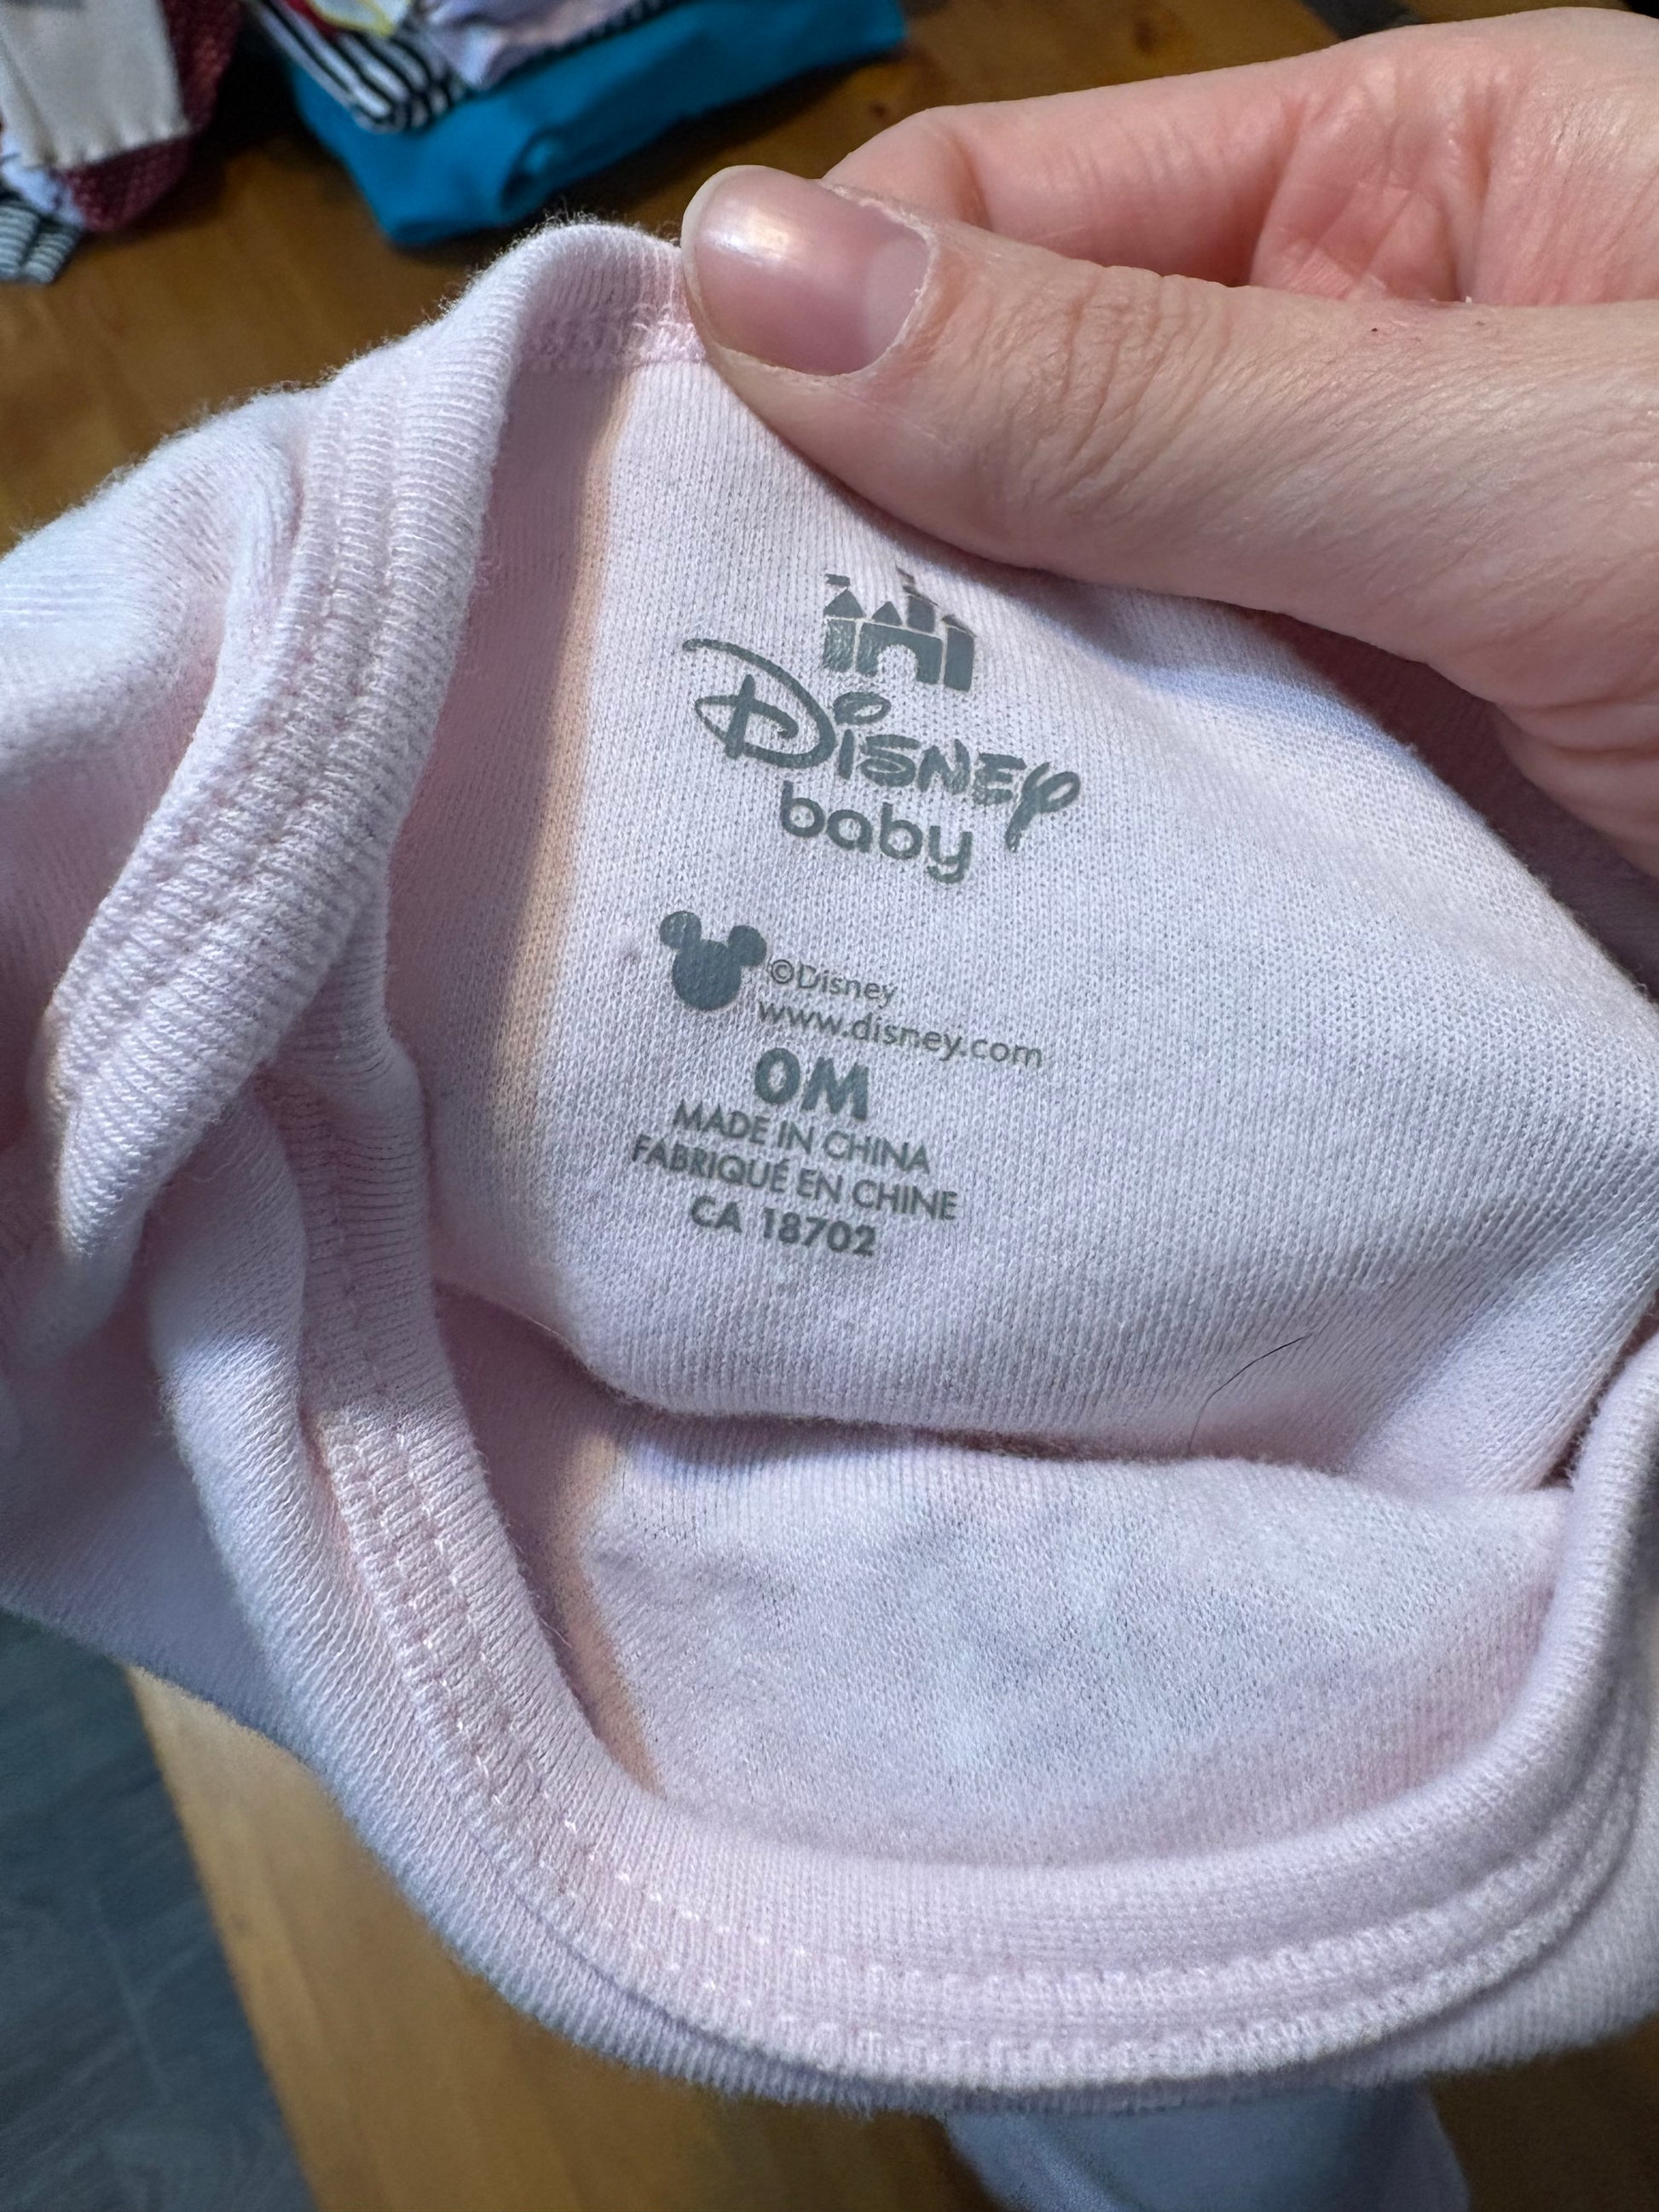 Disney
baby
©Disney
www.disney.com
0M
MADE IN CHINA
FABRIQUÉ EN CHINE
CA 18702